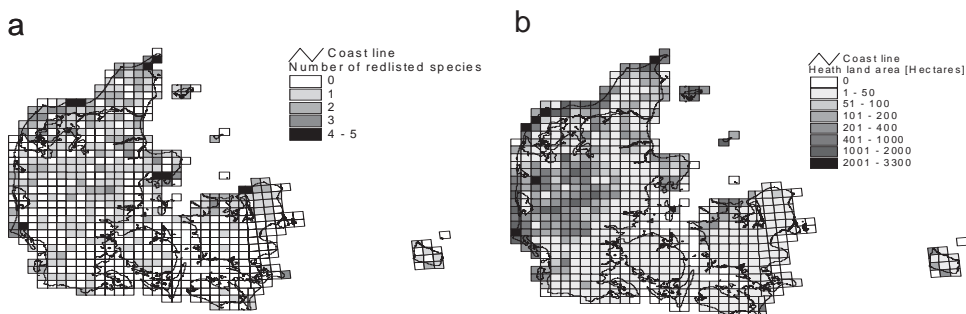 a
Coast line
Number of redlisted species
0
1
2
3
4 - 5
b
Coast line
Heath land area [Hectares]
0
1 - 50
51 - 100
101 - 200
201 - 400
401 - 1000
1001 - 2000
2001 - 3300